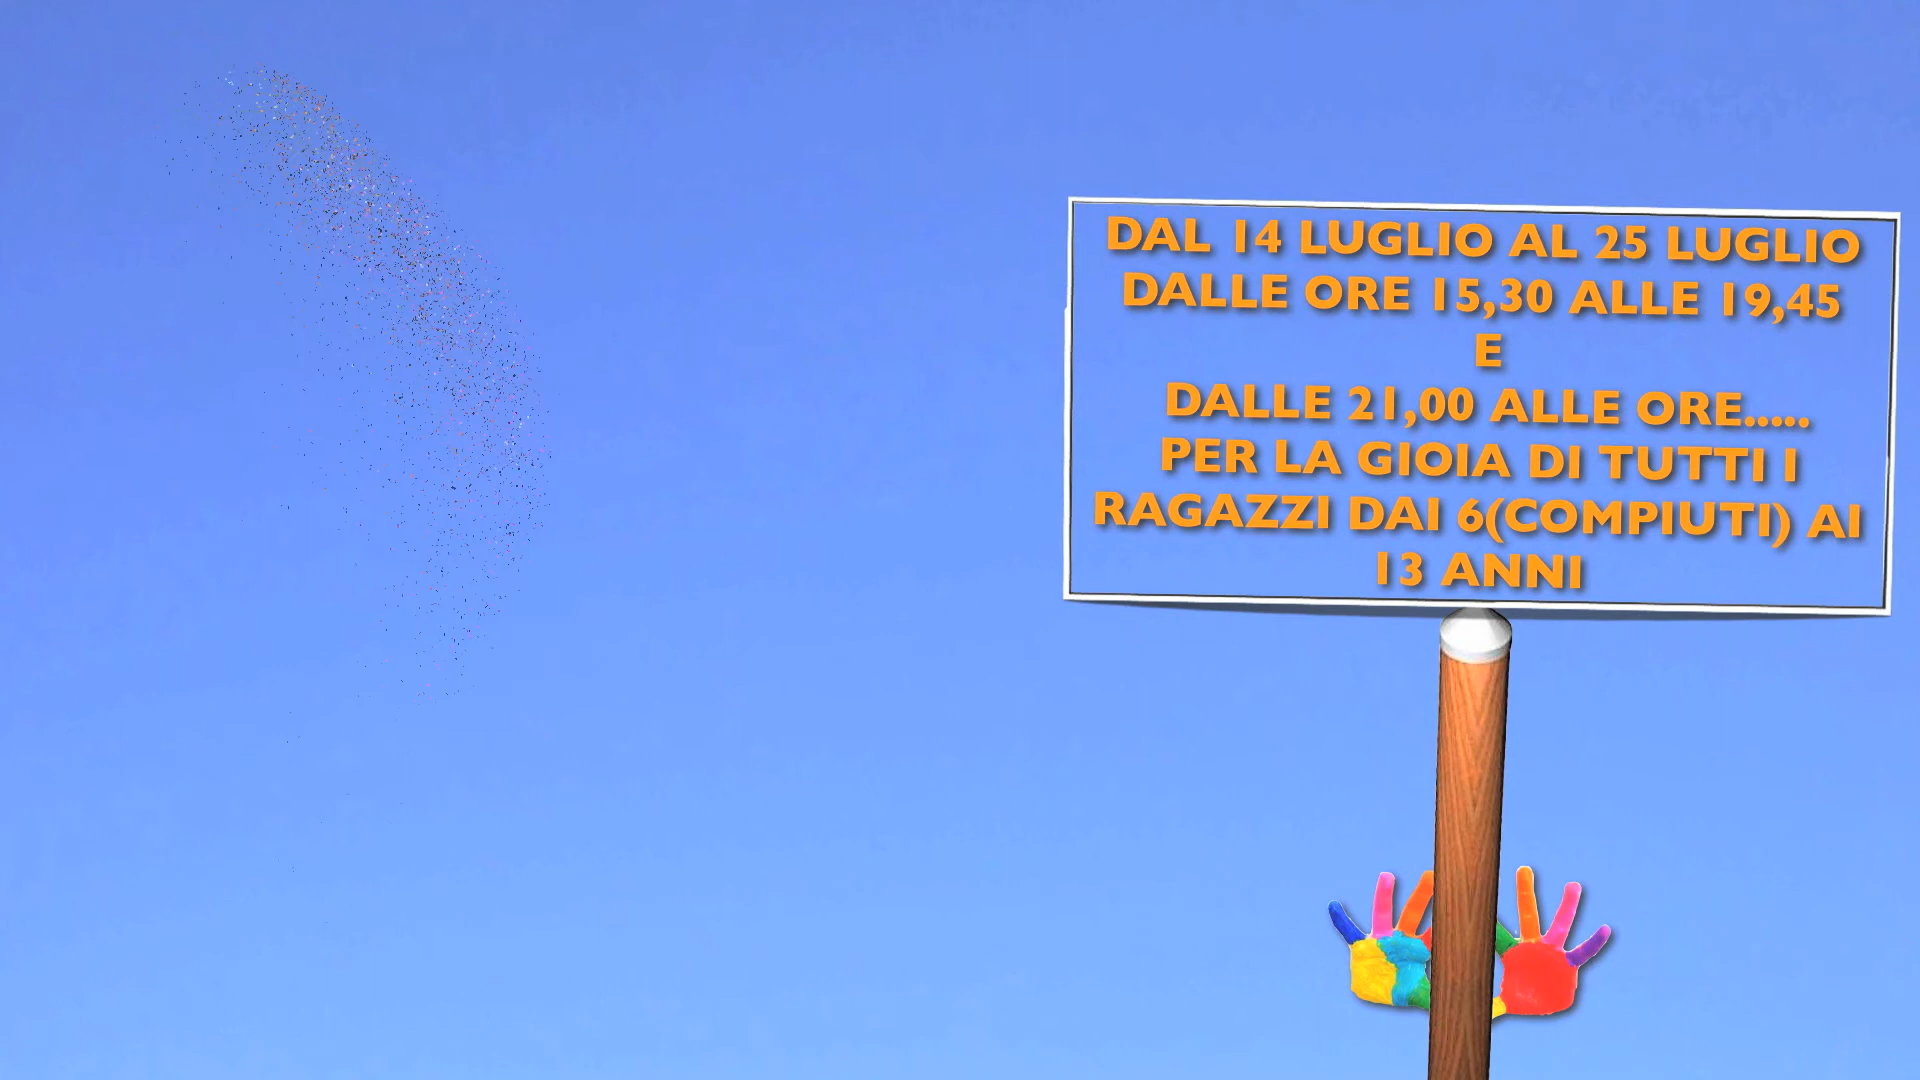 DAL 14 LUGLIO AL 25 LUGLIO
DALLE ORE 15,30 ALLE 19,45
E
DALLE 21,00 ALLE ORE.....
PER LA GIOIA DI TUTTI I
RAGAZZI DAI 6(COMPIUTI) AI
13 ANNI